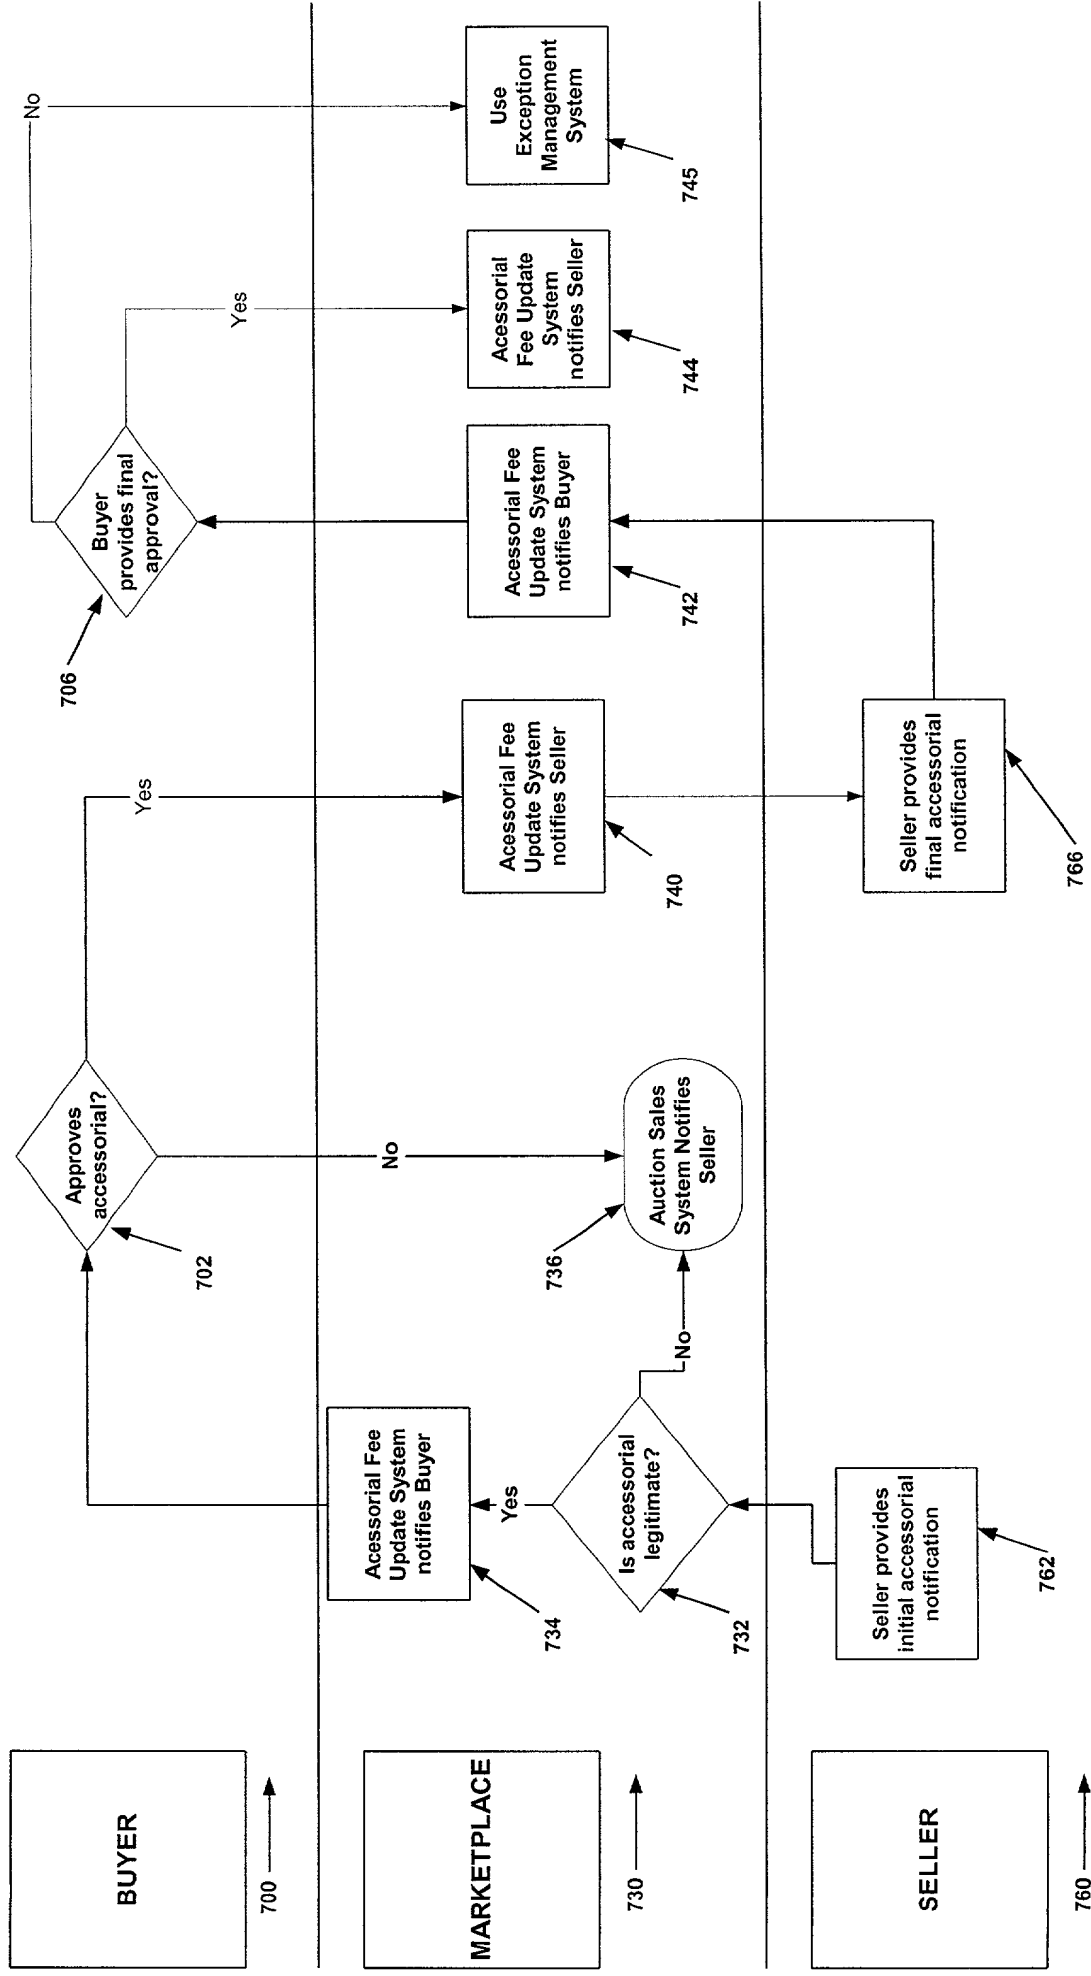 BUYER
700
Approves
accessorial?
702
Yes
No
Buyer
provides final
approval?
706
Yes
No
MARKETPLACE
730
Acessorial Fee
Update System
notifies Buyer
734
Yes
Is accessorial
legitimate?
732
No
Auction Sales
System Notifies
Seller
736
Acessorial Fee
Update System
notifies Seller
740
Acessorial Fee
Update System
notifies Buyer
742
Acessorial
Fee Update
System
notifies Seller
744
Use
Exception
Management
System
745
SELLER
760
Seller provides
initial accessorial
notification
762
Seller provides
final accessorial
notification
766